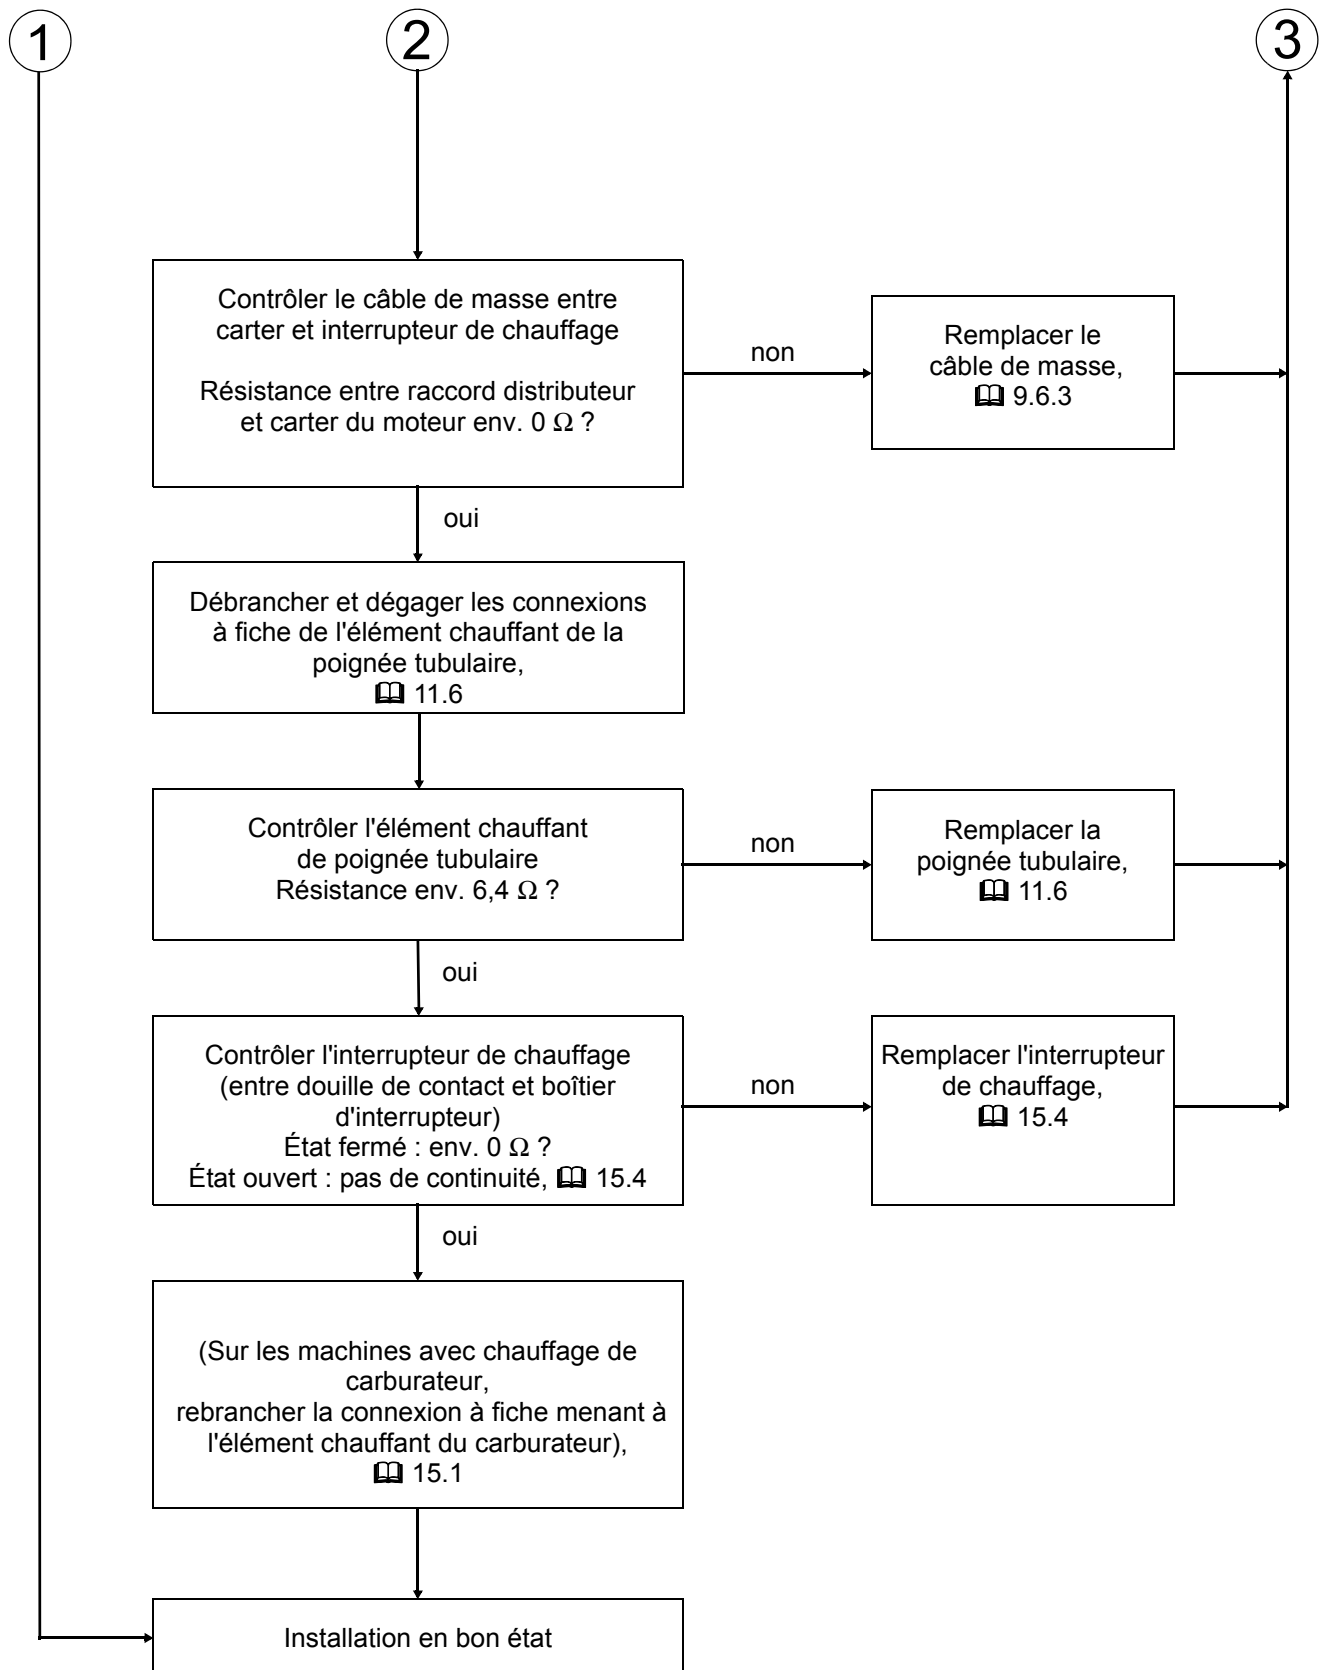 1
2
3
Contrôler le câble de masse entre
carter et interrupteur de chauffage
Résistance entre raccord distributeur
et carter du moteur env. 0 Ω ?
non
Remplacer le
câble de masse,
📖 9.6.3
oui
Débrancher et dégager les connexions
à fiche de l'élément chauffant de la
poignée tubulaire,
📖 11.6
Contrôler l'élément chauffant
de poignée tubulaire
Résistance env. 6,4 Ω ?
non
Remplacer la
poignée tubulaire,
📖 11.6
oui
Contrôler l'interrupteur de chauffage
(entre douille de contact et boîtier
d'interrupteur)
État fermé : env. 0 Ω ?
État ouvert : pas de continuité, 📖 15.4
non
Remplacer l'interrupteur
de chauffage,
📖 15.4
oui
(Sur les machines avec chauffage de
carburateur,
rebrancher la connexion à fiche menant à
l'élément chauffant du carburateur),
📖 15.1
Installation en bon état